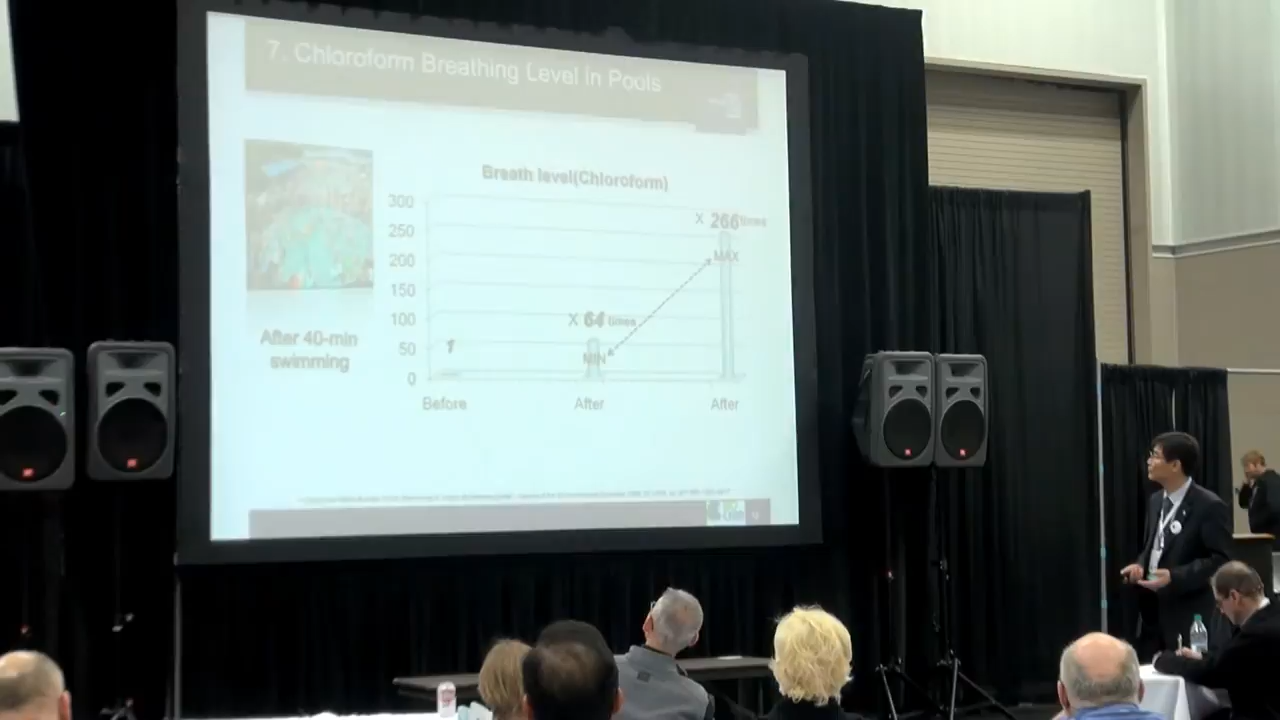 7. Chloroform Breathing Level in Pools
Breath level(Chloroform)
300
250
200
150
100
50
0
X 266 times
MAX
X 64 times
MIN
1
Before
After
After
After 40-min
swimming